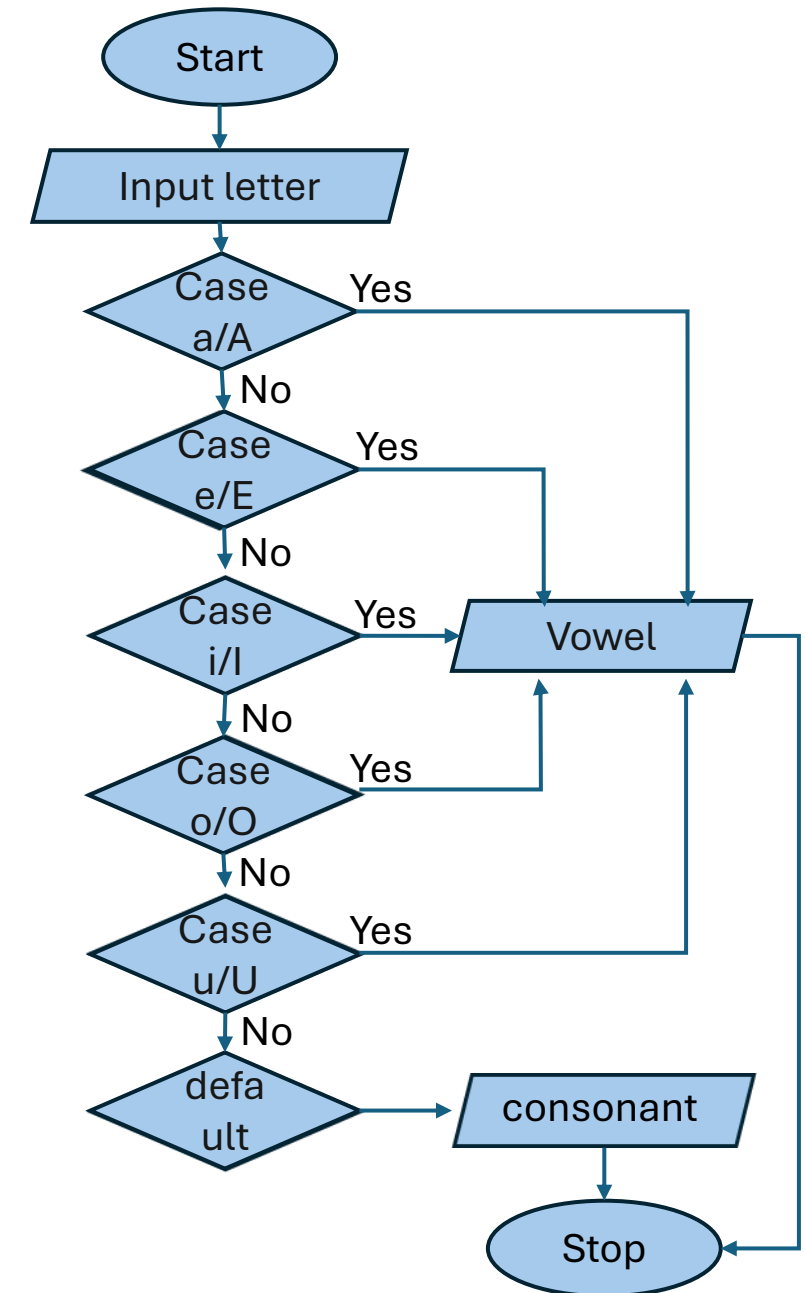 Start
Input letter
Case
a/A
Yes
No
Case
e/E
Yes
No
Case
i/I
Yes
Vowel
No
Case
o/O
Yes
No
Case
u/U
Yes
No
defa
ult
consonant
Stop